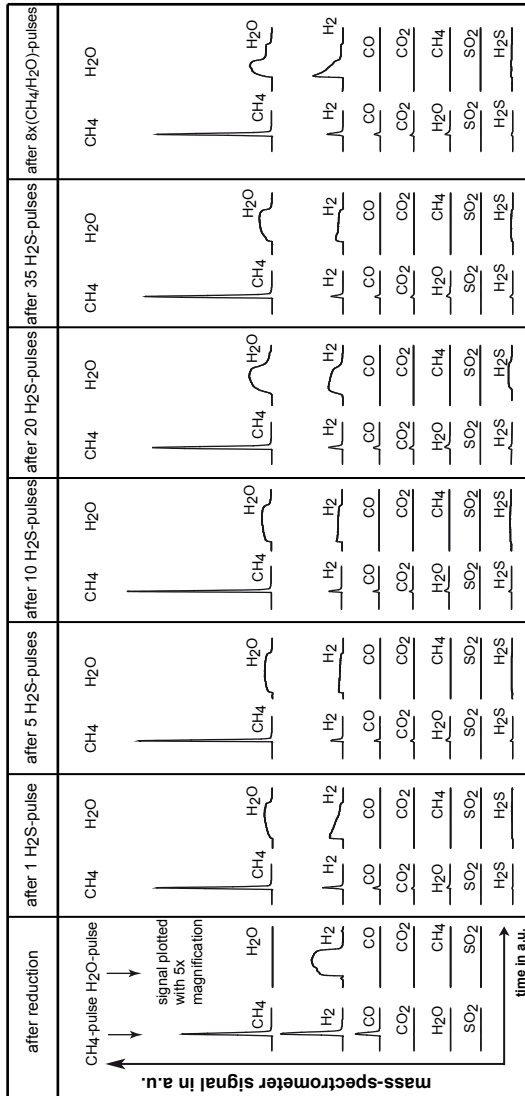 mass-spectrometer signal in a.u.
after reduction
CH4-pulse H2O-pulse
signal plotted
with 5x
magnification
CH4 H2O
H2 H2
CO CO
CO2 CO2
H2O CH4
SO2 SO2
time in a.u.
after 1 H2S-pulse
CH4 H2O
CH4 H2O
H2 H2
CO CO
CO2 CO2
H2O CH4
SO2 SO2
H2S
after 5 H2S-pulses
CH4 H2O
CH4 H2O
H2 H2
CO CO
CO2 CO2
H2O CH4
SO2 SO2
H2S
after 10 H2S-pulses
CH4 H2O
CH4 H2O
H2 H2
CO CO
CO2 CO2
H2O CH4
SO2 SO2
H2S
after 20 H2S-pulses
CH4 H2O
CH4 H2O
H2 H2
CO CO
CO2 CO2
H2O CH4
SO2 SO2
H2S H2S
after 35 H2S-pulses
CH4 H2O
CH4 H2O
H2 H2
CO CO
CO2 CO2
H2O CH4
SO2 SO2
H2S
after 8x(CH4/H2O)-pulses
CH4 H2O
CH4 H2O
H2 H2
CO CO
CO2 CO2
H2O CH4
SO2 SO2
H2S H2S